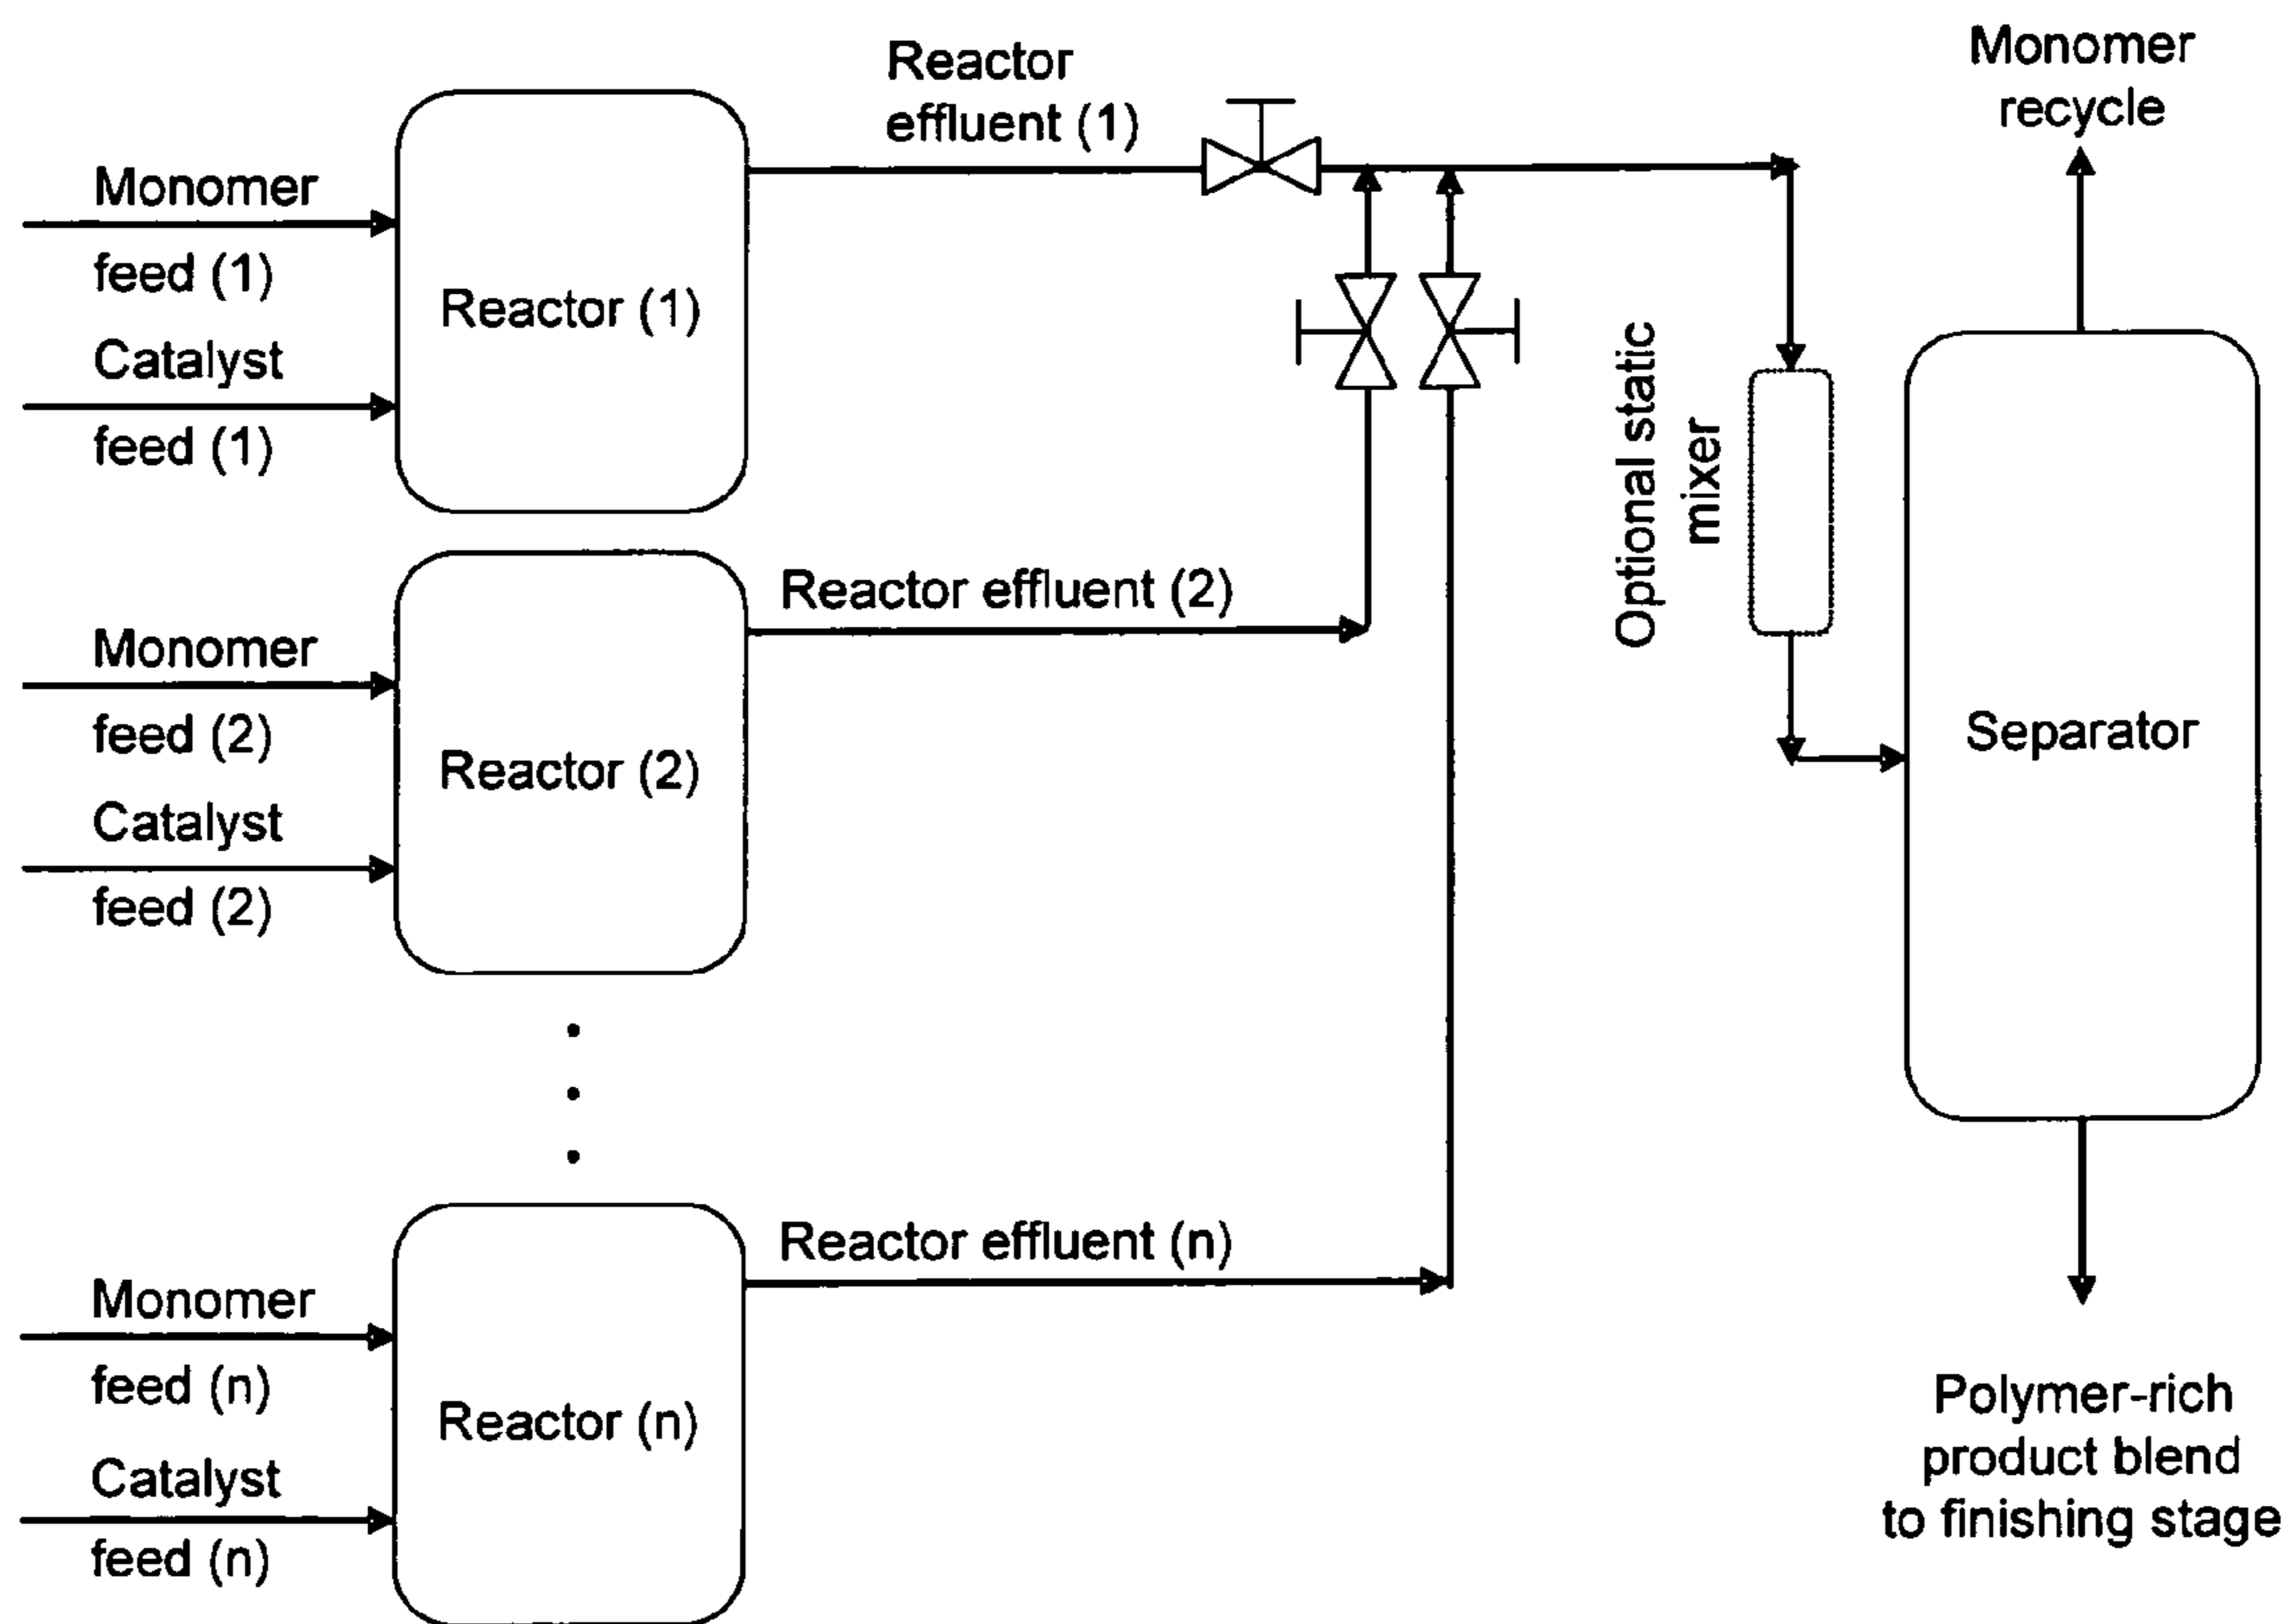 Reactor
effluent (1)
Monomer
recycle
Monomer
feed (1)
Reactor (1)
Catalyst
feed (1)
Optional static
mixer
Reactor effluent (2)
Monomer
feed (2)
Reactor (2)
Catalyst
feed (2)
Separator
Reactor effluent (n)
Monomer
feed (n)
Reactor (n)
Catalyst
feed (n)
Polymer-rich
product blend
to finishing stage